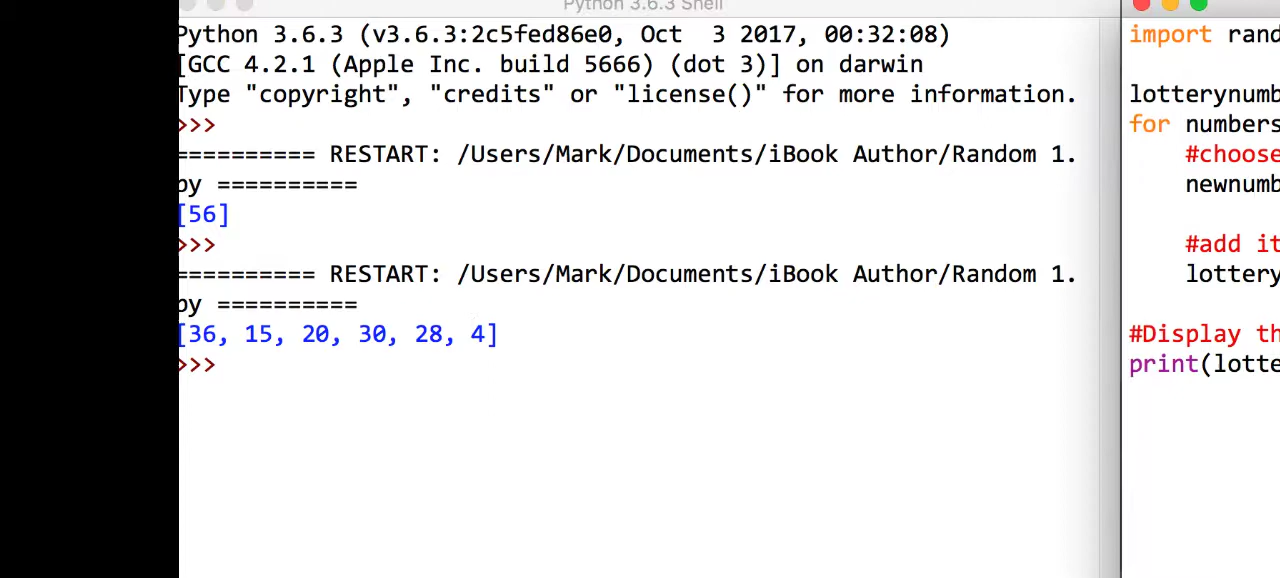 Python 3.6.3 Shell
Python 3.6.3 (v3.6.3:2c5fed86e0, Oct  3 2017, 00:32:08)
[GCC 4.2.1 (Apple Inc. build 5666) (dot 3)] on darwin
Type "copyright", "credits" or "license()" for more information.
>>>
========== RESTART: /Users/Mark/Documents/iBook Author/Random 1.
py ==========
[56]
>>>
========== RESTART: /Users/Mark/Documents/iBook Author/Random 1.
py ==========
[36, 15, 20, 30, 28, 4]
>>>
import rand
lotterynumb
for numbers
#choose
newnumb
#add it
lottery
#Display th
print(lotte